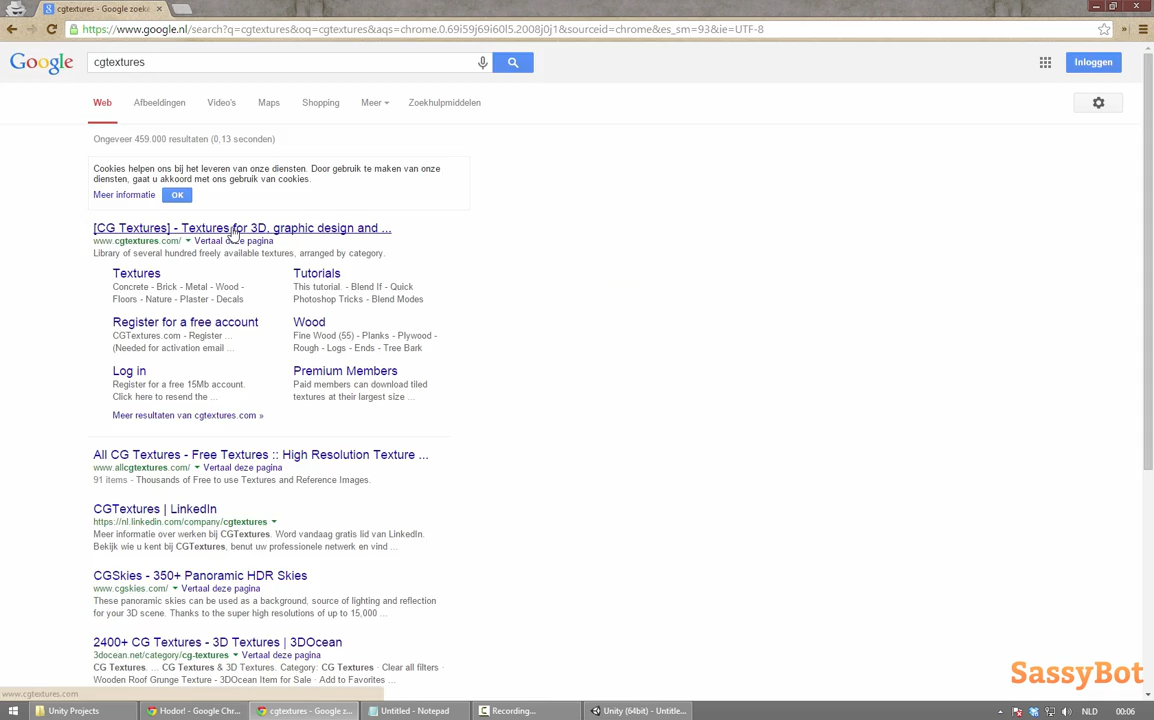 cgtextures - Google zoeke
https://www.google.nl/search?q=cgtextures&oq=cgtextures&aqs=chrome.0.69i59j69i60l5.2008j0j1&sourceid=chrome&es_sm=93&ie=UTF-8
Google
cgtextures
Inloggen
Web Afbeeldingen Video's Maps Shopping Meer Zoekhulpmiddelen
Ongeveer 459.000 resultaten (0,13 seconden)
Cookies helpen ons bij het leveren van onze diensten. Door gebruik te maken van onze
diensten, gaat u akkoord met ons gebruik van cookies.
Meer informatie OK
[CG Textures] - Textures for 3D, graphic design and ...
www.cgtextures.com/ Vertaal deze pagina
Library of several hundred freely available textures, arranged by category.
Textures
Concrete - Brick - Metal - Wood -
Floors - Nature - Plaster - Decals
Tutorials
This tutorial. - Blend If - Quick
Photoshop Tricks - Blend Modes
Register for a free account
CGTextures.com - Register ...
(Needed for activation email ...
Wood
Fine Wood (55) - Planks - Plywood -
Rough - Logs - Ends - Tree Bark
Log in
Register for a free 15Mb account.
Click here to resend the ...
Premium Members
Paid members can download tiled
textures at their largest size ...
Meer resultaten van cgtextures.com »
All CG Textures - Free Textures :: High Resolution Texture ...
www.allcgtextures.com/ Vertaal deze pagina
91 items - Thousands of Free to use Textures and Reference Images.
CGTextures | LinkedIn
https://nl.linkedin.com/company/cgtextures
Meer informatie over werken bij CGTextures. Word vandaag gratis lid van LinkedIn.
Bekijk wie u kent bij CGTextures, benut uw professionele netwerk en vind ...
CGSkies - 350+ Panoramic HDR Skies
www.cgskies.com/ Vertaal deze pagina
These panoramic skies can be used as a background, source of lighting and reflection
for your 3D scene. Thanks to the super high resolutions of up to 15,000 ...
2400+ CG Textures - 3D Textures | 3DOcean
3docean.net/category/cg-textures Vertaal deze pagina
CG Textures. ... CG Textures & 3D Textures. Category: CG Textures · Clear all filters ·
Wooden Roof Grunge Texture - 3DOcean Item for Sale · Add to Favorites ...
SassyBot
www.cgtextures.com
Unity Projects
Hodor! - Google Chr...
cgtextures - Google z...
Untitled - Notepad
Recording...
Unity (64bit) - Untitle...
NLD
00:06